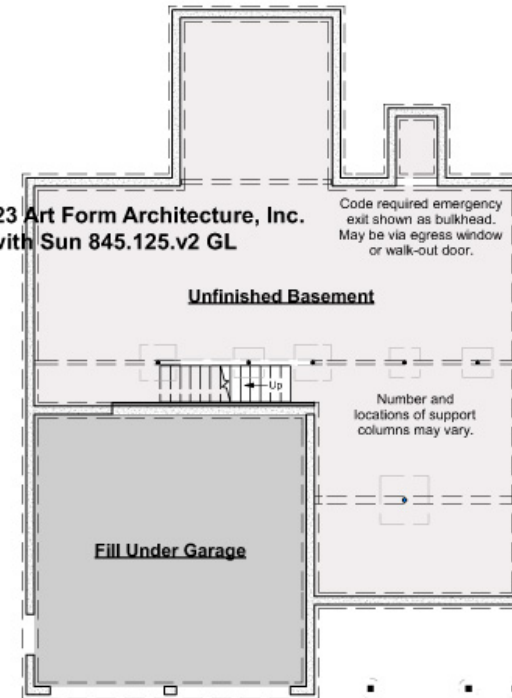 23 Art Form Architecture, Inc.
with Sun 845.125.v2 GL
Code required emergency
exit shown as bulkhead.
May be via egress window
or walk-out door.
Unfinished Basement
Up
Number and
locations of support
columns may vary.
Fill Under Garage